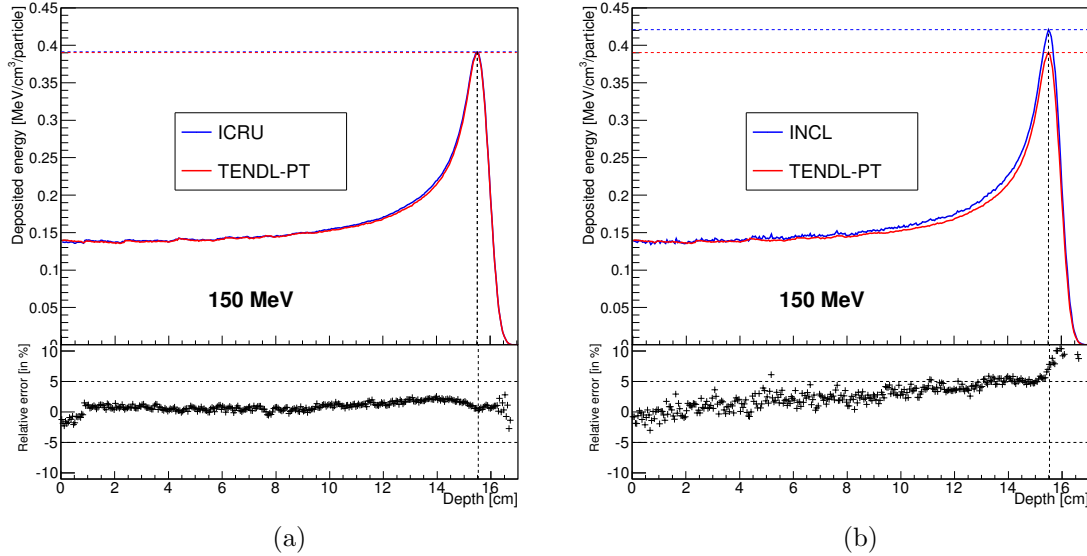 Deposited energy [MeV/cm³/particle]
0.45
0.4
0.35
0.3
0.25
0.2
0.15
0.1
0.05
0
ICRU
TENDL-PT
150 MeV
Relative error [in %]
10
5
0
-5
-10
0 2 4 6 8 10 12 14 16
Depth [cm]
(a)
Deposited energy [MeV/cm³/particle]
0.45
0.4
0.35
0.3
0.25
0.2
0.15
0.1
0.05
0
INCL
TENDL-PT
150 MeV
Relative error [in %]
10
5
0
-5
-10
0 2 4 6 8 10 12 14 16
Depth [cm]
(b)